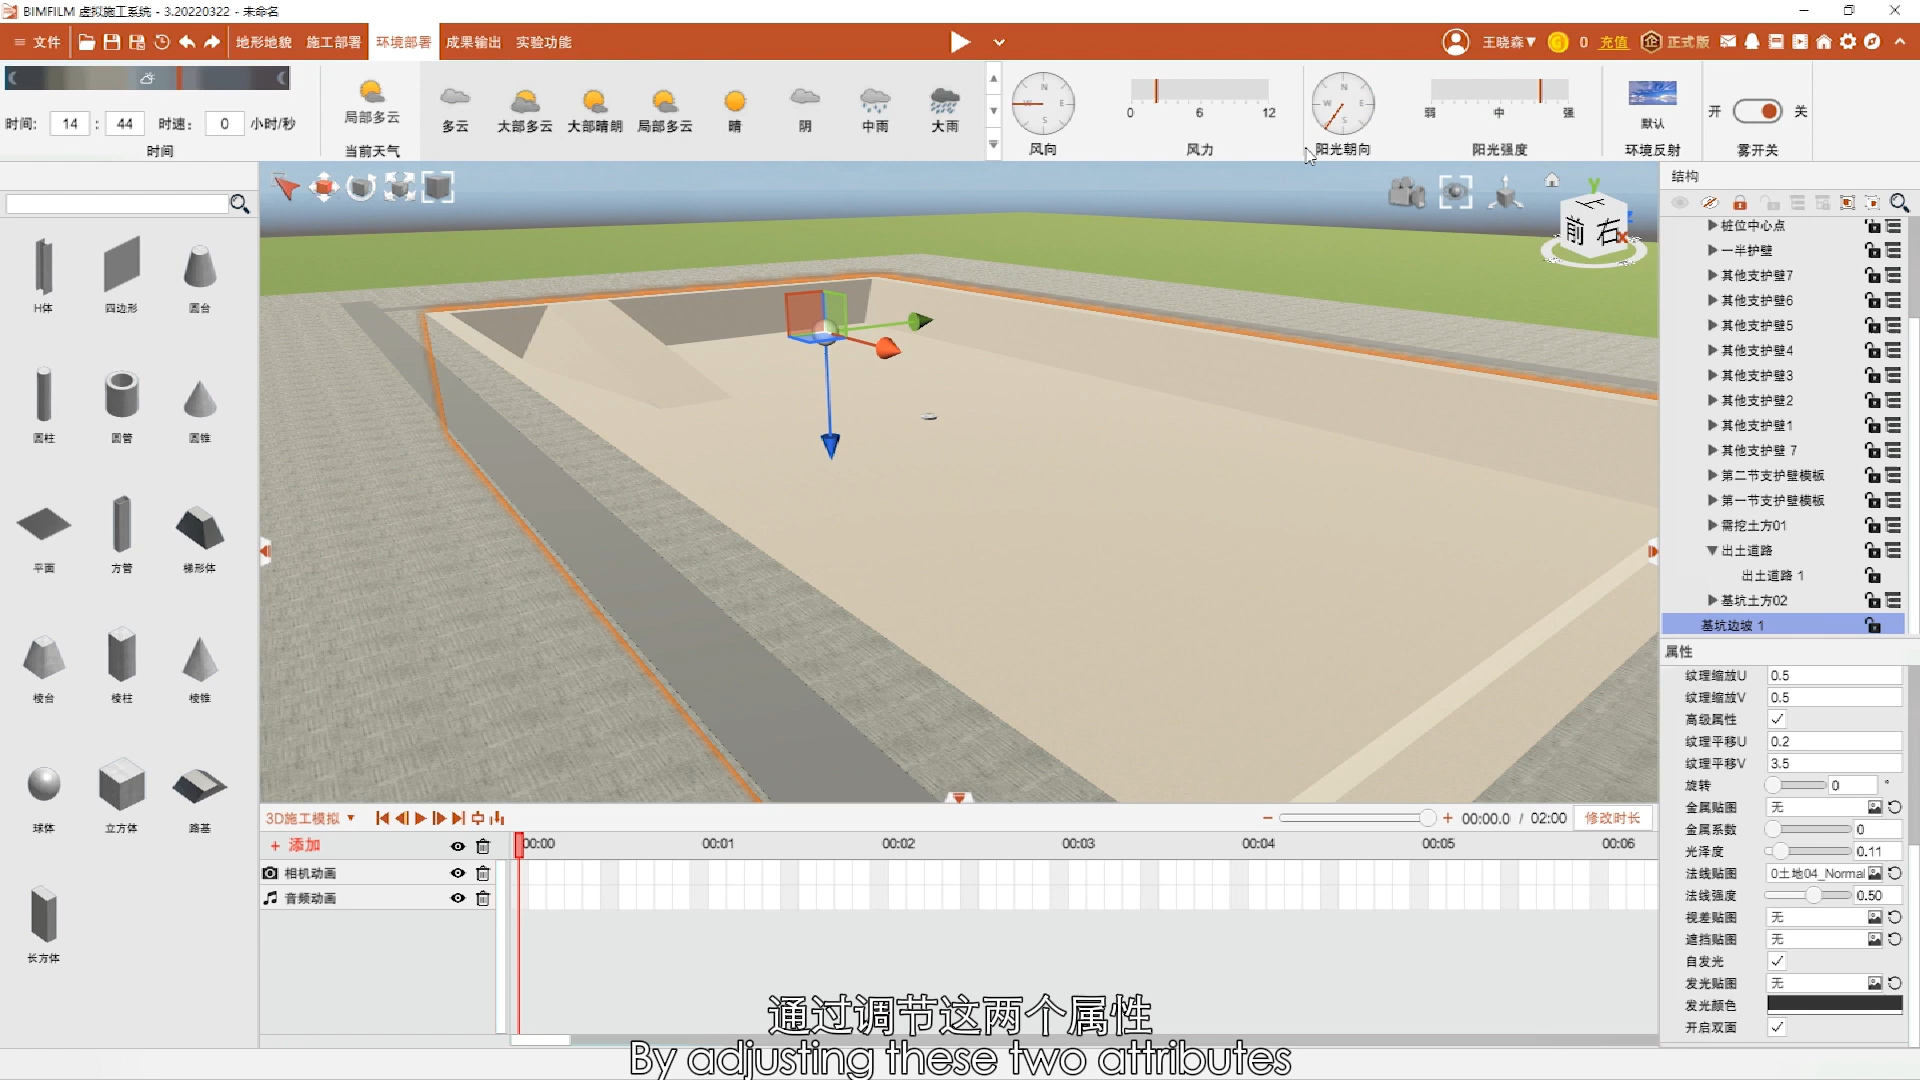 BIMFILM 虚拟施工系统 - 3.20220322 - 未命名
文件 地形地貌 施工部署 环境部署 成果输出 实验功能 王晓森▼ 0 充值 企 正式版
时间: 14 : 44 时速: 0 小时/秒
时间
局部多云
当前天气
多云 大部多云 大部晴朗 局部多云 晴 阴 中雨 大雨
N E S W
风向
0 6 12
风力
N E S W
阳光朝向
弱 中 强
阳光强度
默认
环境反射
开 关
雾开关
H体 四边形 圆台
圆柱 圆管 圆锥
平面 方管 梯形体
棱台 棱柱 棱锥
球体 立方体 路基
长方体
Y
前 右 上
X Z
结构
桩位中心点
一半护壁
其他支护壁7
其他支护壁6
其他支护壁5
其他支护壁4
其他支护壁3
其他支护壁2
其他支护壁1
其他支护壁 7
第二节支护壁模板
第一节支护壁模板
需挖土方01
出土道路
出土道路 1
基坑土方02
基坑边坡 1
属性
纹理缩放U 0.5
纹理缩放V 0.5
高级属性
纹理平移U 0.2
纹理平移V 3.5
旋转 0 °
金属贴图 无
金属系数 0
光泽度 0.11
法线贴图 0土地04_Normal
法线强度 0.50
视差贴图 无
遮挡贴图 无
自发光
发光贴图 无
发光颜色
开启双面
3D施工模拟 ▼ 00:00.0 / 02:00 修改时长
+ 添加 00:00 00:01 00:02 00:03 00:04 00:05 00:06
相机动画
音频动画
通过调节这两个属性
By adjusting these two attributes